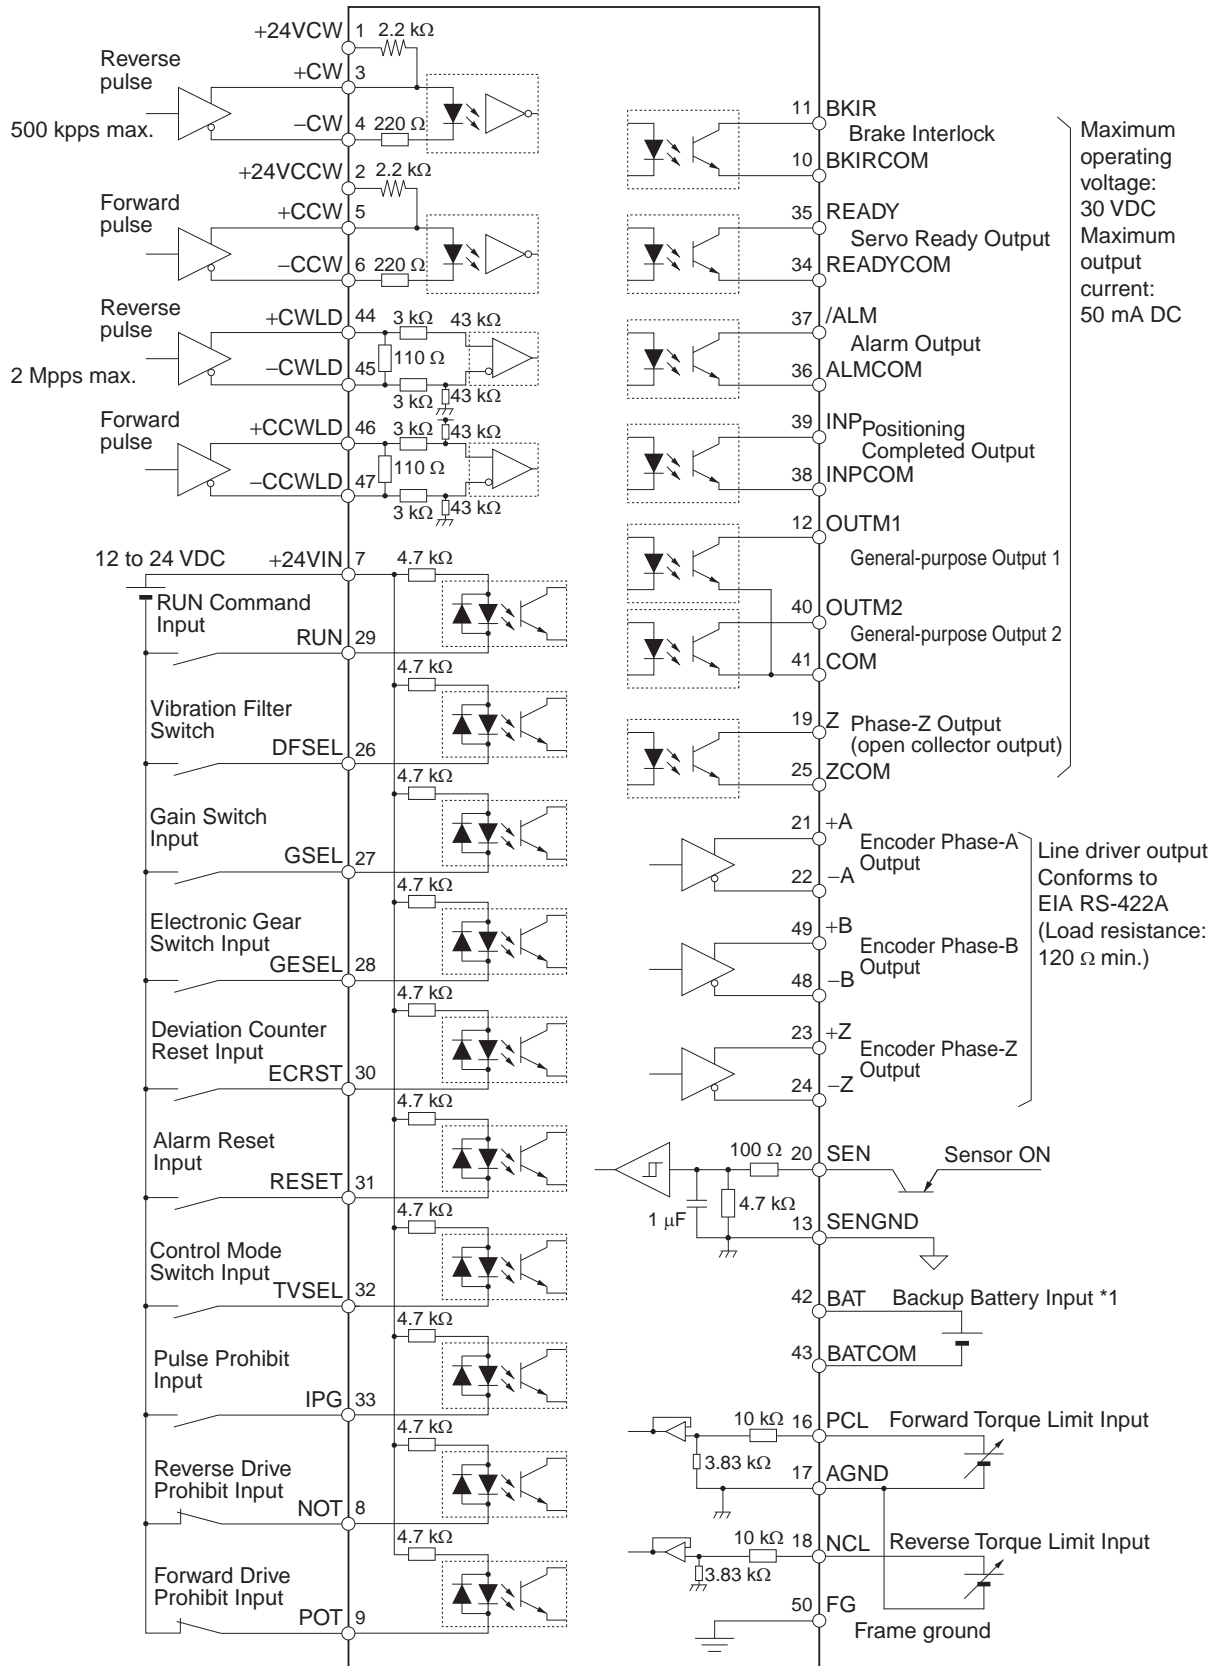 +24VCW 1 2.2 kΩ
Reverse
pulse
+CW 3
500 kpps max.
−CW 4 220 Ω
+24VCCW 2 2.2 kΩ
Forward
pulse
+CCW 5
−CCW 6 220 Ω
Reverse
pulse
+CWLD 44 3 kΩ 43 kΩ
110 Ω
2 Mpps max.
−CWLD 45
3 kΩ 43 kΩ
Forward
pulse
+CCWLD 46 3 kΩ 43 kΩ
110 Ω
−CCWLD 47
3 kΩ 43 kΩ
12 to 24 VDC +24VIN 7 4.7 kΩ
RUN Command
Input
RUN 29
4.7 kΩ
Vibration Filter
Switch
DFSEL 26
4.7 kΩ
Gain Switch
Input
GSEL 27
4.7 kΩ
Electronic Gear
Switch Input
GESEL 28
4.7 kΩ
Deviation Counter
Reset Input
ECRST 30
4.7 kΩ
Alarm Reset
Input
RESET 31
4.7 kΩ
Control Mode
Switch Input
TVSEL 32
4.7 kΩ
Pulse Prohibit
Input
IPG 33
4.7 kΩ
Reverse Drive
Prohibit Input
NOT 8
4.7 kΩ
Forward Drive
Prohibit Input
POT 9
11 BKIR
Brake Interlock
10 BKIRCOM
35 READY
Servo Ready Output
34 READYCOM
37 /ALM
Alarm Output
36 ALMCOM
39 INP Positioning
Completed Output
38 INPCOM
12 OUTM1
General-purpose Output 1
40 OUTM2
General-purpose Output 2
41 COM
19 Z Phase-Z Output
(open collector output)
25 ZCOM
Maximum
operating
voltage:
30 VDC
Maximum
output
current:
50 mA DC
21 +A
Encoder Phase-A
Output
22 −A
49 +B
Encoder Phase-B
Output
48 −B
23 +Z
Encoder Phase-Z
Output
24 −Z
Line driver output
Conforms to
EIA RS-422A
(Load resistance:
120 Ω min.)
100 Ω 20 SEN Sensor ON
4.7 kΩ
1 μF
13 SENGND
42 BAT Backup Battery Input *1
43 BATCOM
10 kΩ 16 PCL Forward Torque Limit Input
3.83 kΩ
17 AGND
10 kΩ 18 NCL Reverse Torque Limit Input
3.83 kΩ
50 FG
Frame ground